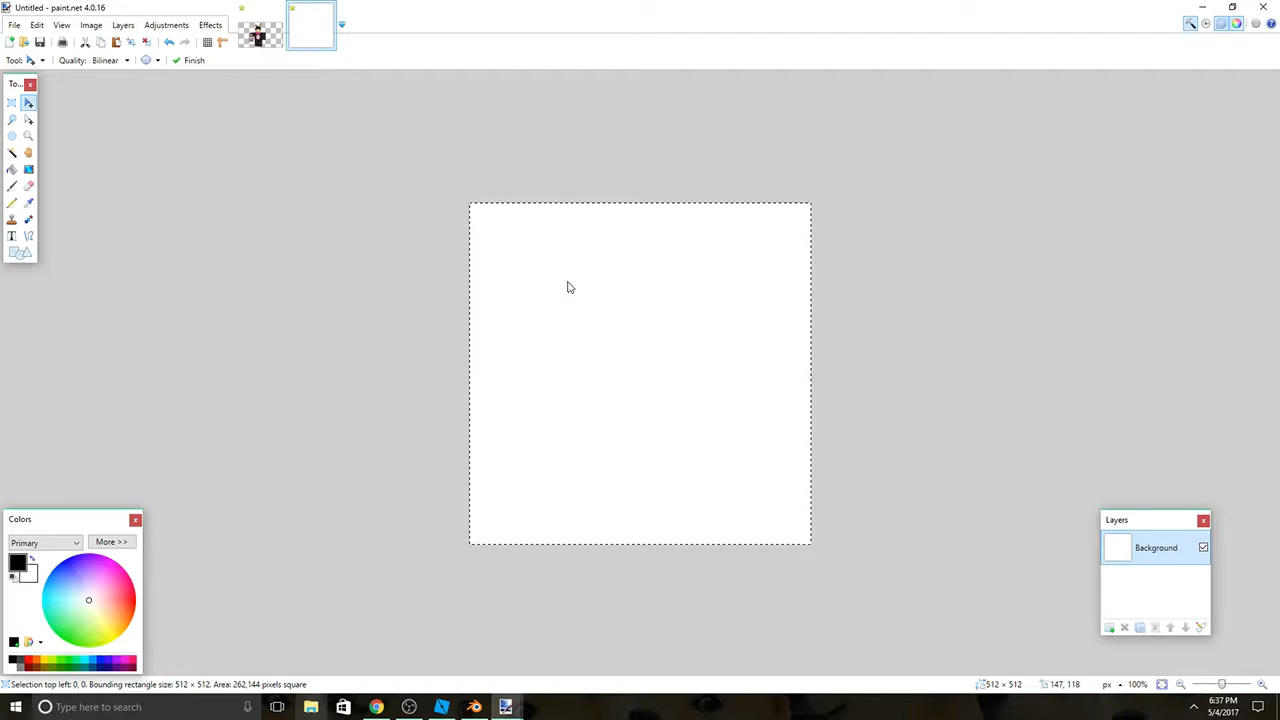 Untitled - paint.net 4.0.16
File Edit View Image Layers Adjustments Effects
Tool: Quality: Bilinear Finish
To...
Colors
Primary More >>
Layers
Background
Selection top left: 0, 0. Bounding rectangle size: 512 × 512. Area: 262,144 pixels square
512 × 512 147, 118 px 100%
Type here to search
6:37 PM
5/4/2017